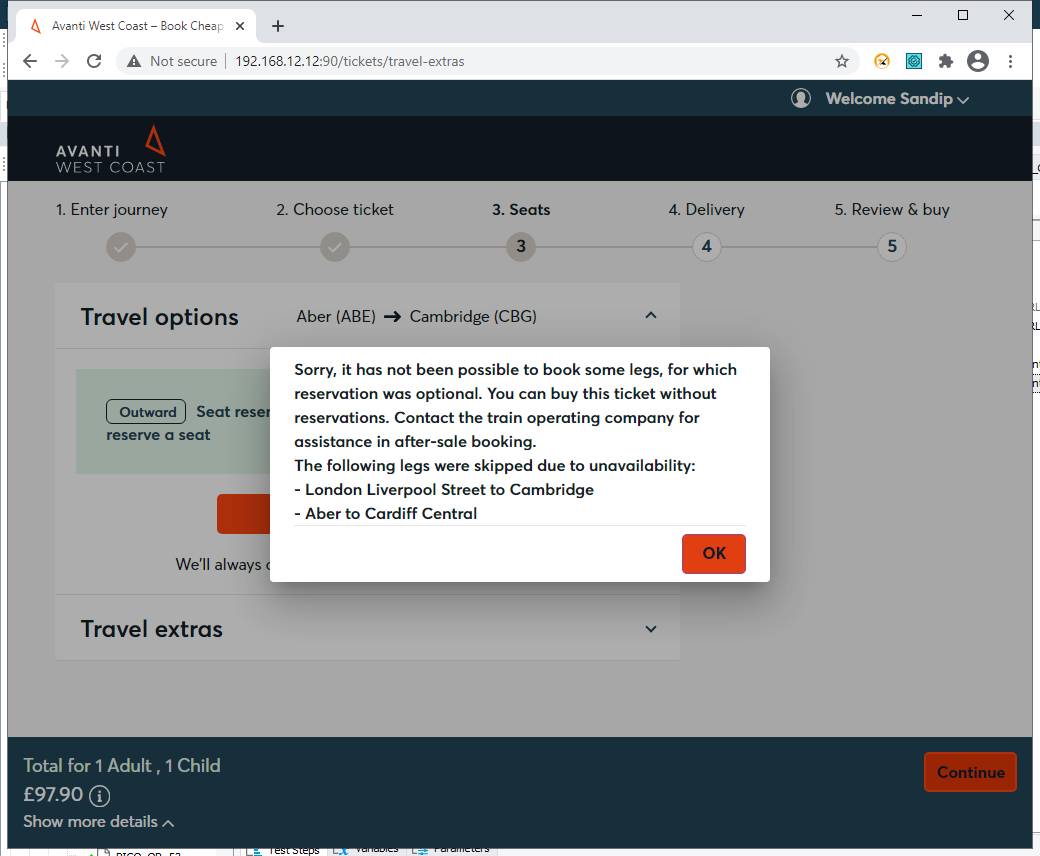 Avanti West Coast – Book Cheap
Not secure
192.168.12.12:90/tickets/travel-extras
Welcome Sandip
AVANTI
WEST COAST
1. Enter journey
2. Choose ticket
3. Seats
4. Delivery
5. Review & buy
3
4
5
Travel options
Aber (ABE) → Cambridge (CBG)
Outward Seat reser
reserve a seat
We'll always
Sorry, it has not been possible to book some legs, for which
reservation was optional. You can buy this ticket without
reservations. Contact the train operating company for
assistance in after-sale booking.
The following legs were skipped due to unavailability:
- London Liverpool Street to Cambridge
- Aber to Cardiff Central
OK
Travel extras
Total for 1 Adult , 1 Child
£97.90
Show more details
Continue
Test Steps
Variables
Parameters